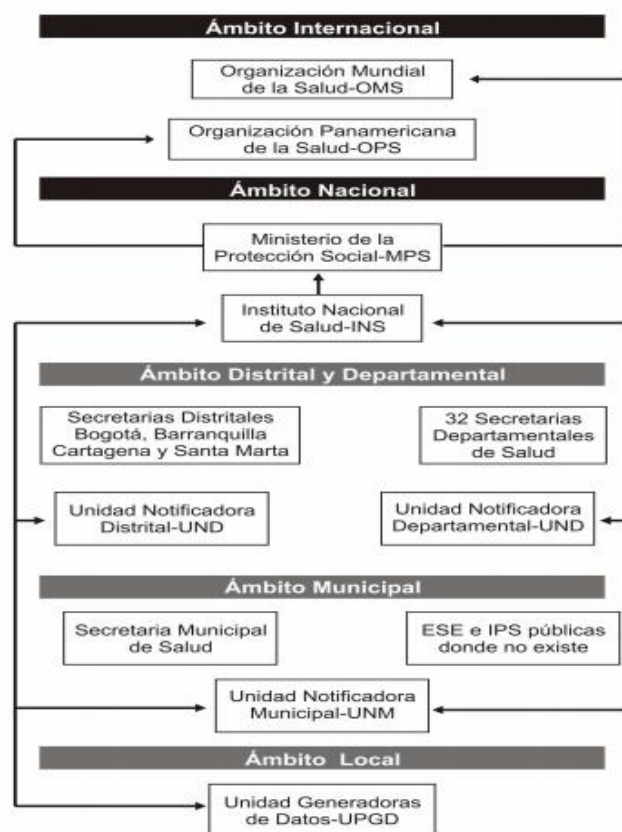 Ámbito Internacional
Organización Mundial
de la Salud-OMS
Organización Panamericana
de la Salud-OPS
Ámbito Nacional
Ministerio de la
Protección Social-MPS
Instituto Nacional
de Salud-INS
Ámbito Distrital y Departamental
Secretarias Distritales
Bogotá, Barranquilla
Cartagena y Santa Marta
32 Secretarias
Departamentales
de Salud
Unidad Notificadora
Distrital-UND
Unidad Notificadora
Departamental-UND
Ámbito Municipal
Secretaria Municipal
de Salud
ESE e IPS públicas
donde no existe
Unidad Notificadora
Municipal-UNM
Ámbito Local
Unidad Generadoras
de Datos-UPGD